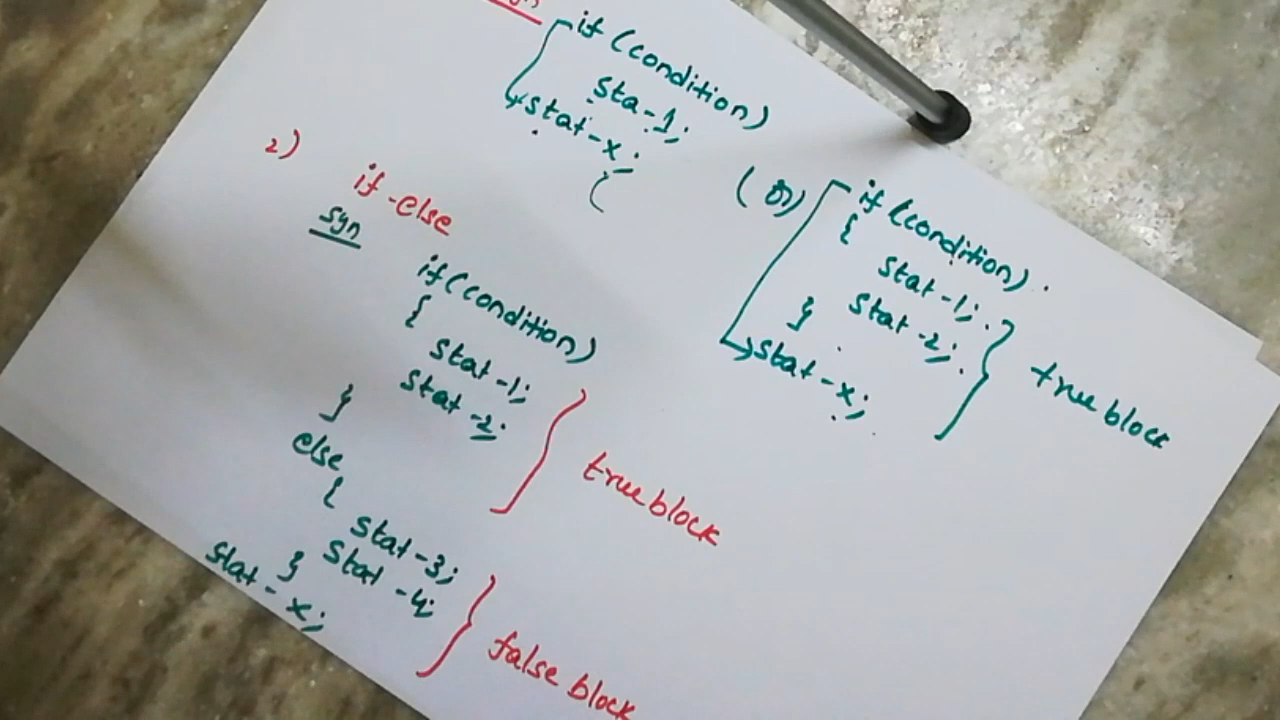 if (condition)
sta-1;
stat-x;
(or)
if (condition)
{
stat-1;
stat-2;
}
stat-x;
true block
2) if-else
syn
if (condition)
{
stat-1;
stat-2;
}
true block
else
{
stat-3;
stat-4;
}
false block
stat-x;